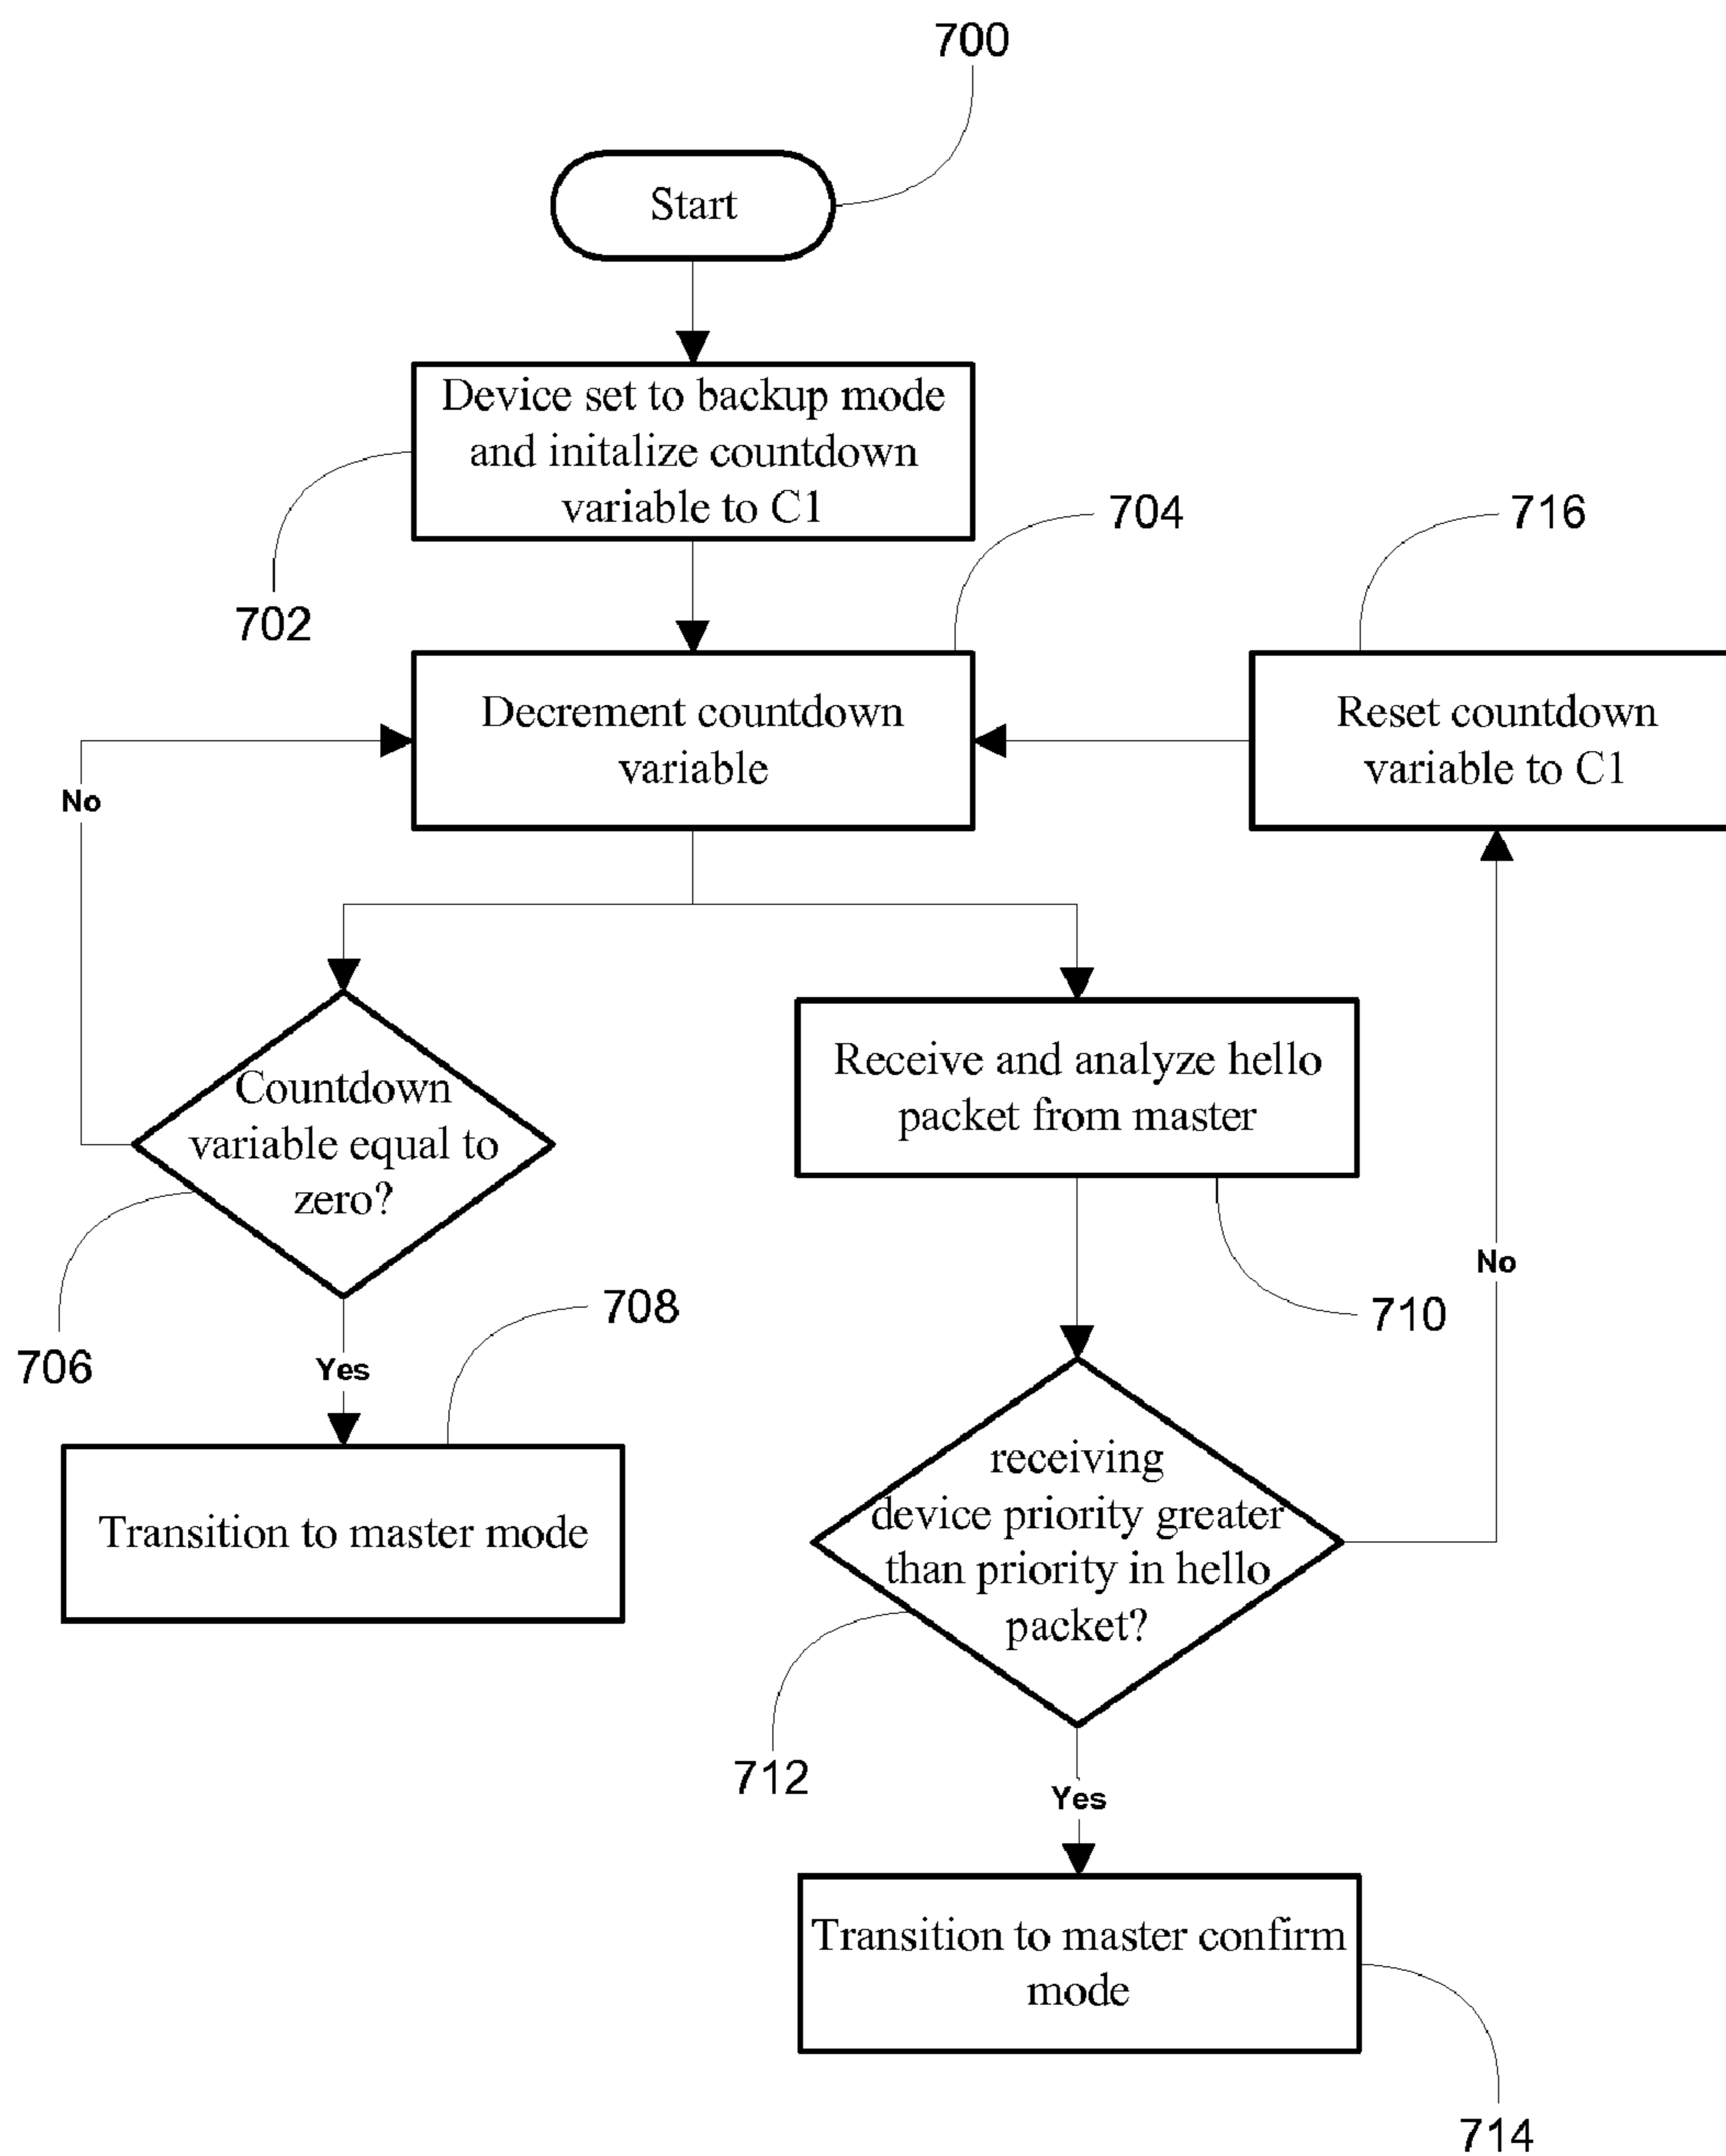 700
Start
Device set to backup mode
and initalize countdown
variable to C1
702
704
716
Decrement countdown
variable
Reset countdown
variable to C1
No
Countdown
variable equal to
zero?
706
Receive and analyze hello
packet from master
710
No
708
Yes
Transition to master mode
receiving
device priority greater
than priority in hello
packet?
712
Yes
Transition to master confirm
mode
714